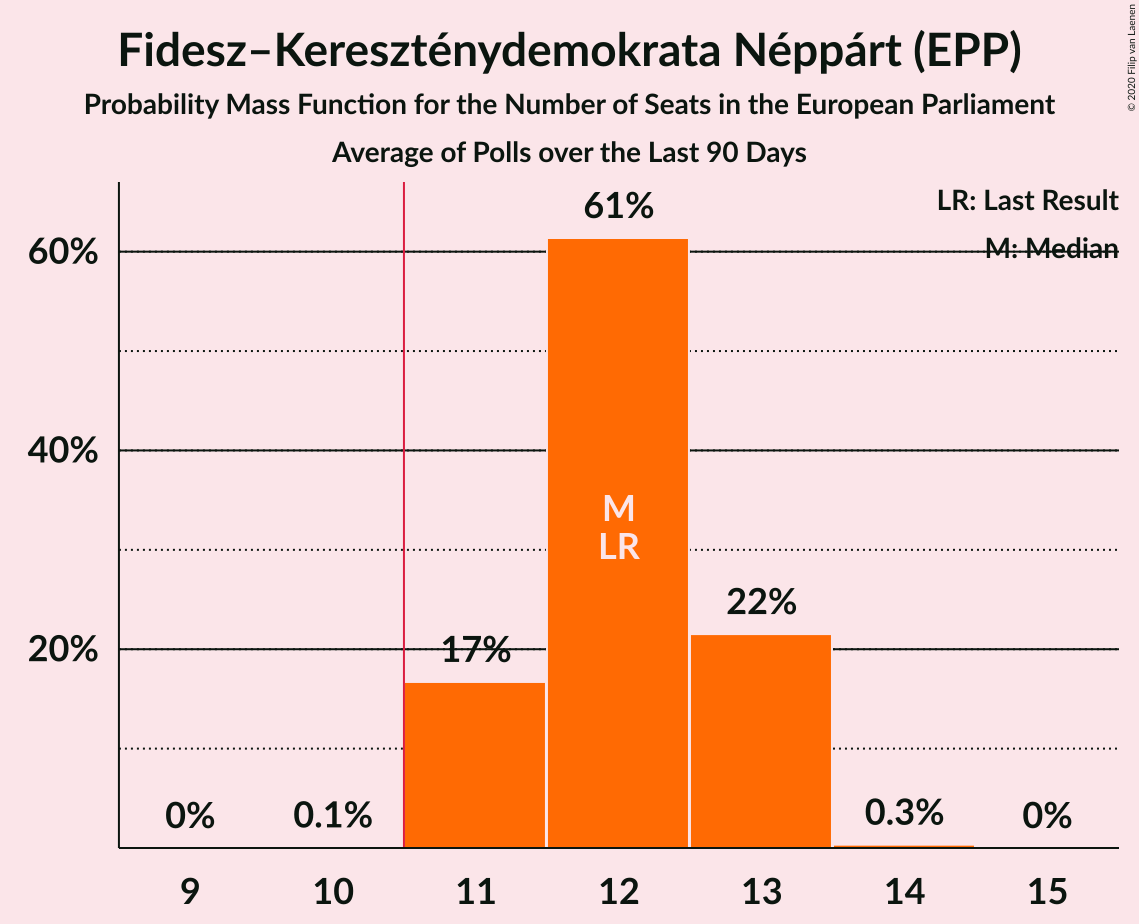 Fidesz–Kereszténydemokrata Néppárt (EPP)
Probability Mass Function for the Number of Seats in the European Parliament
Average of Polls over the Last 90 Days
© 2020 Filip van Laenen
LR: Last Result
M: Median
60%
40%
20%
0%
0.1%
17%
61%
M
LR
22%
0.3%
0%
9
10
11
12
13
14
15